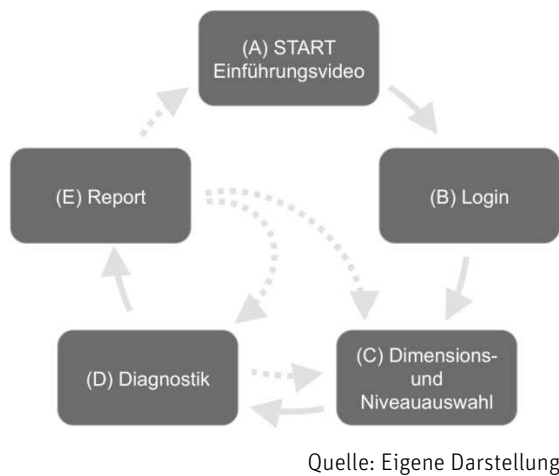 (A) START
Einführungsvideo
(E) Report
(B) Login
(D) Diagnostik
(C) Dimensions-
und
Niveauauswahl
Quelle: Eigene Darstellung